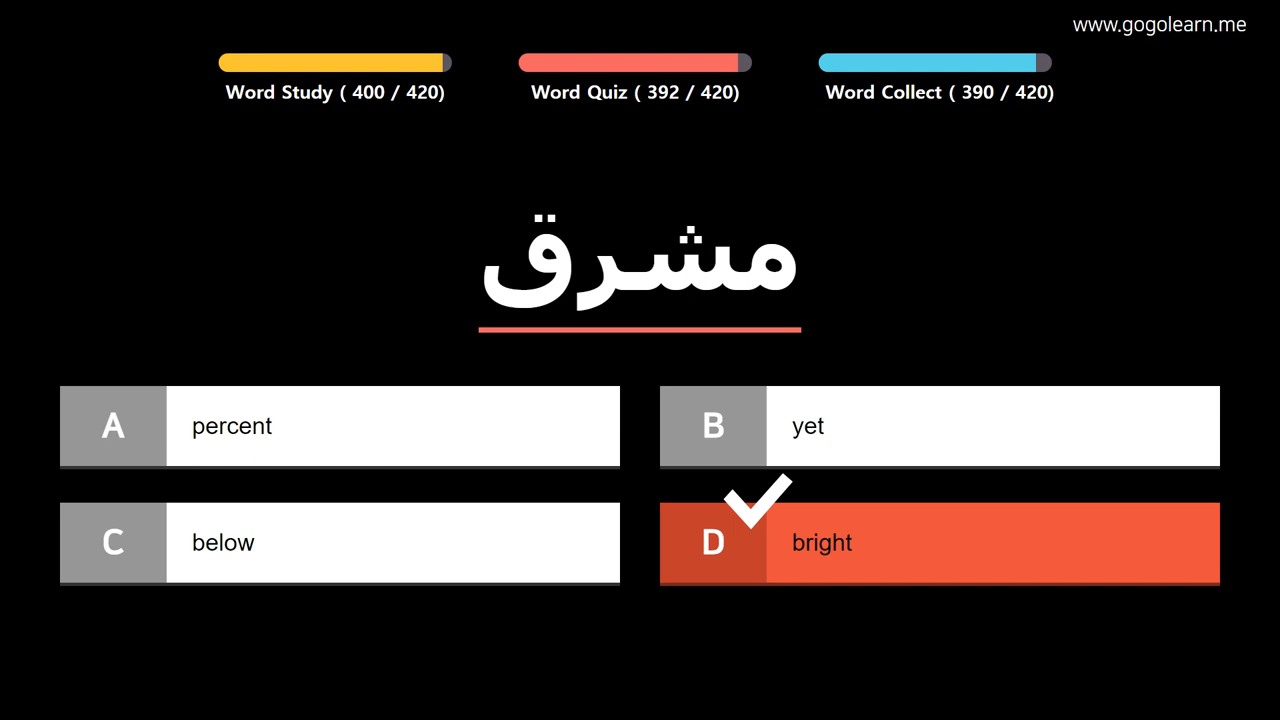 www.gogolearn.me
Word Study ( 400 / 420)
Word Quiz ( 392 / 420)
Word Collect ( 390 / 420)
مشرق
A percent
B yet
C below
D bright